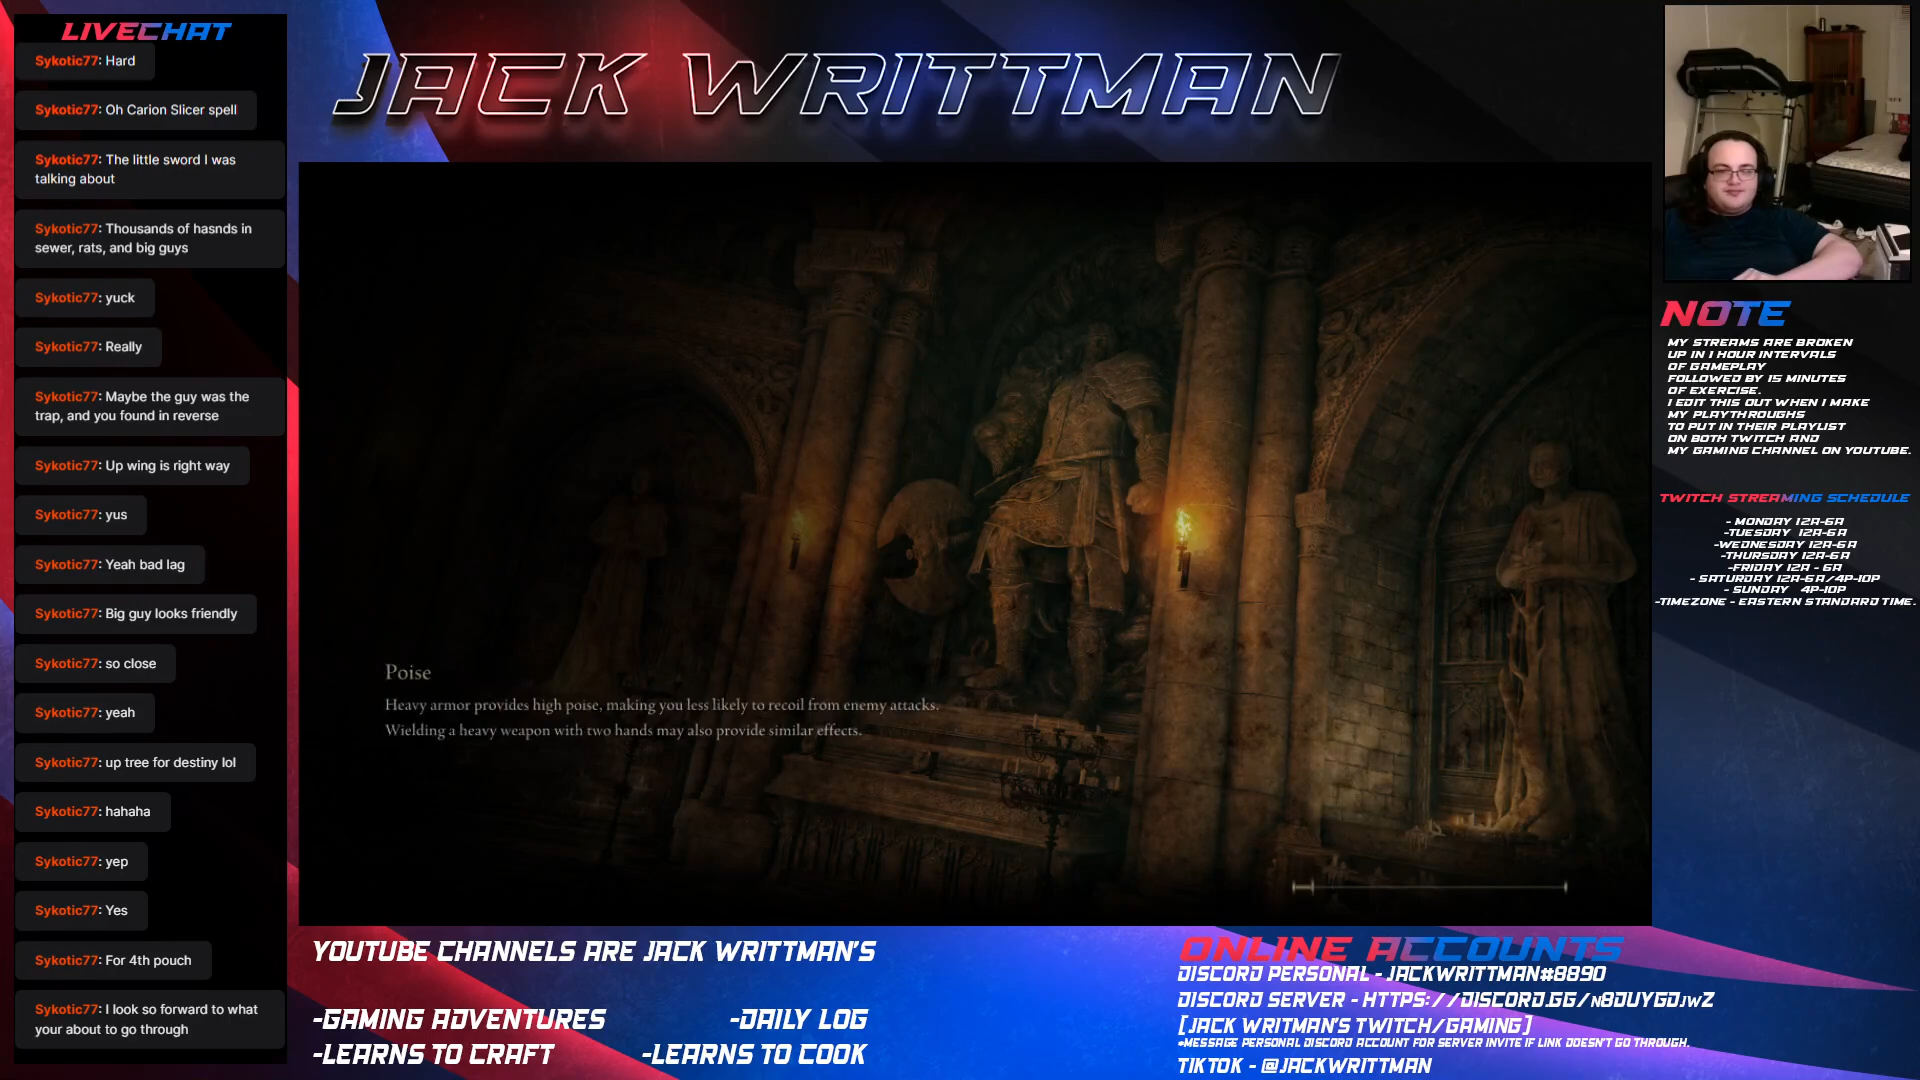 LIVECHAT
Sykotic77: Hard
Sykotic77: Oh Carion Slicer spell
Sykotic77: The little sword I was
talking about
Sykotic77: Thousands of hasnds in
sewer, rats, and big guys
Sykotic77: yuck
Sykotic77: Really
Sykotic77: Maybe the guy was the
trap, and you found in reverse
Sykotic77: Up wing is right way
Sykotic77: yus
Sykotic77: Yeah bad lag
Sykotic77: Big guy looks friendly
Sykotic77: so close
Sykotic77: yeah
Sykotic77: up tree for destiny lol
Sykotic77: hahaha
Sykotic77: yep
Sykotic77: Yes
Sykotic77: For 4th pouch
Sykotic77: I look so forward to what
your about to go through
JACK WRITTMAN
Poise
Heavy armor provides high poise, making you less likely to recoil from enemy attacks.
Wielding a heavy weapon with two hands may also provide similar effects.
NOTE
MY STREAMS ARE BROKEN
UP IN 1 HOUR INTERVALS
OF GAMEPLAY
FOLLOWED BY 15 MINUTES
OF EXERCISE.
I EDIT THIS OUT WHEN I MAKE
MY PLAYTHROUGHS
TO PUT IN THEIR PLAYLIST
ON BOTH TWITCH AND
MY GAMING CHANNEL ON YOUTUBE.
TWITCH STREAMING SCHEDULE
- MONDAY 12A-6A
-TUESDAY 12A-6A
-WEDNESDAY 12A-6A
-THURSDAY 12A-6A
-FRIDAY 12A - 6A
- SATURDAY 12A-6A/4P-10P
- SUNDAY 4P-10P
-TIMEZONE - EASTERN STANDARD TIME.
YOUTUBE CHANNELS ARE JACK WRITTMAN'S
-GAMING ADVENTURES -DAILY LOG
-LEARNS TO CRAFT -LEARNS TO COOK
ONLINE ACCOUNTS
DISCORD PERSONAL - JACKWRITTMAN#8890
DISCORD SERVER - HTTPS://DISCORD.GG/N8DUYGDJWZ
[JACK WRITMAN'S TWITCH/GAMING]
*MESSAGE PERSONAL DISCORD ACCOUNT FOR SERVER INVITE IF LINK DOESN'T GO THROUGH.
TIKTOK - @JACKWRITTMAN